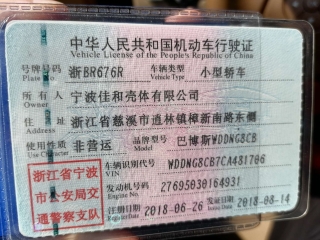 中华人民共和国机动车行驶证
Vehicle License of the People's Republic of China
号牌号码 浙BR676R 车辆类型 小型轿车
Plate No. Vehicle Type
所有人 宁波佳和壳体有限公司
Owner
住址 浙江省慈溪市道林镇樟新南路东侧
Address
使用性质 非营运 品牌型号 巴博斯WDDNG8CB
Use Character Model
浙江省宁波
市公安局交
通警察支队
车辆识别代号 WDDNG8CB7CA481706
VIN
发动机号码 27695030164931
Engine No.
注册日期 2018-06-26 发证日期 2018-08-14
Register Date Issue Date